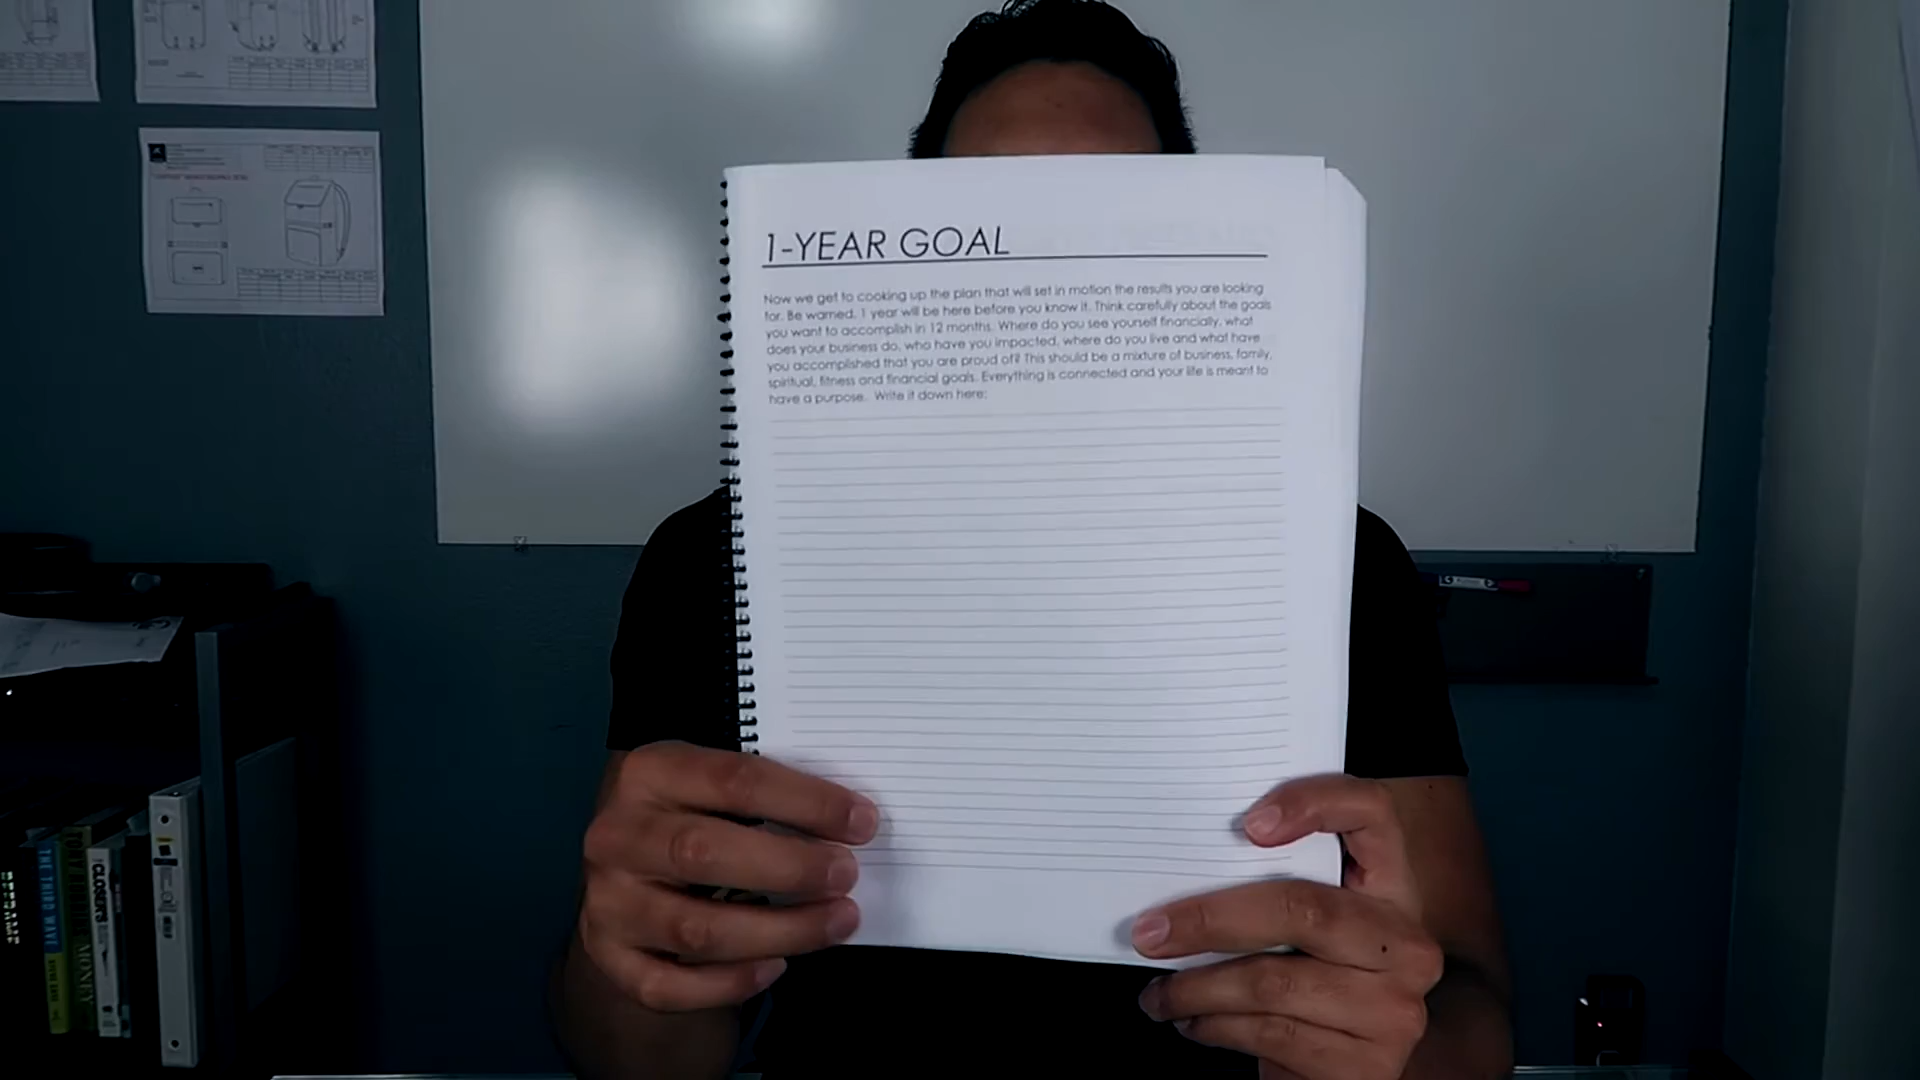 1-YEAR GOAL
Now we get to cooking up the plan that will set in motion the results you are looking
for. Be warned, 1 year will be here before you know it. Think carefully about the goals
you want to accomplish in 12 months. Where do you see yourself financially, what
does your business do, who have you impacted, where do you live and what have
you accomplished that you are proud of? This should be a mixture of business, family,
spiritual, fitness and financial goals. Everything is connected and your life is meant to
have a purpose. Write it down here:
THE THIRD WAVE
STEVE CASE
MONEY
CLOSERS